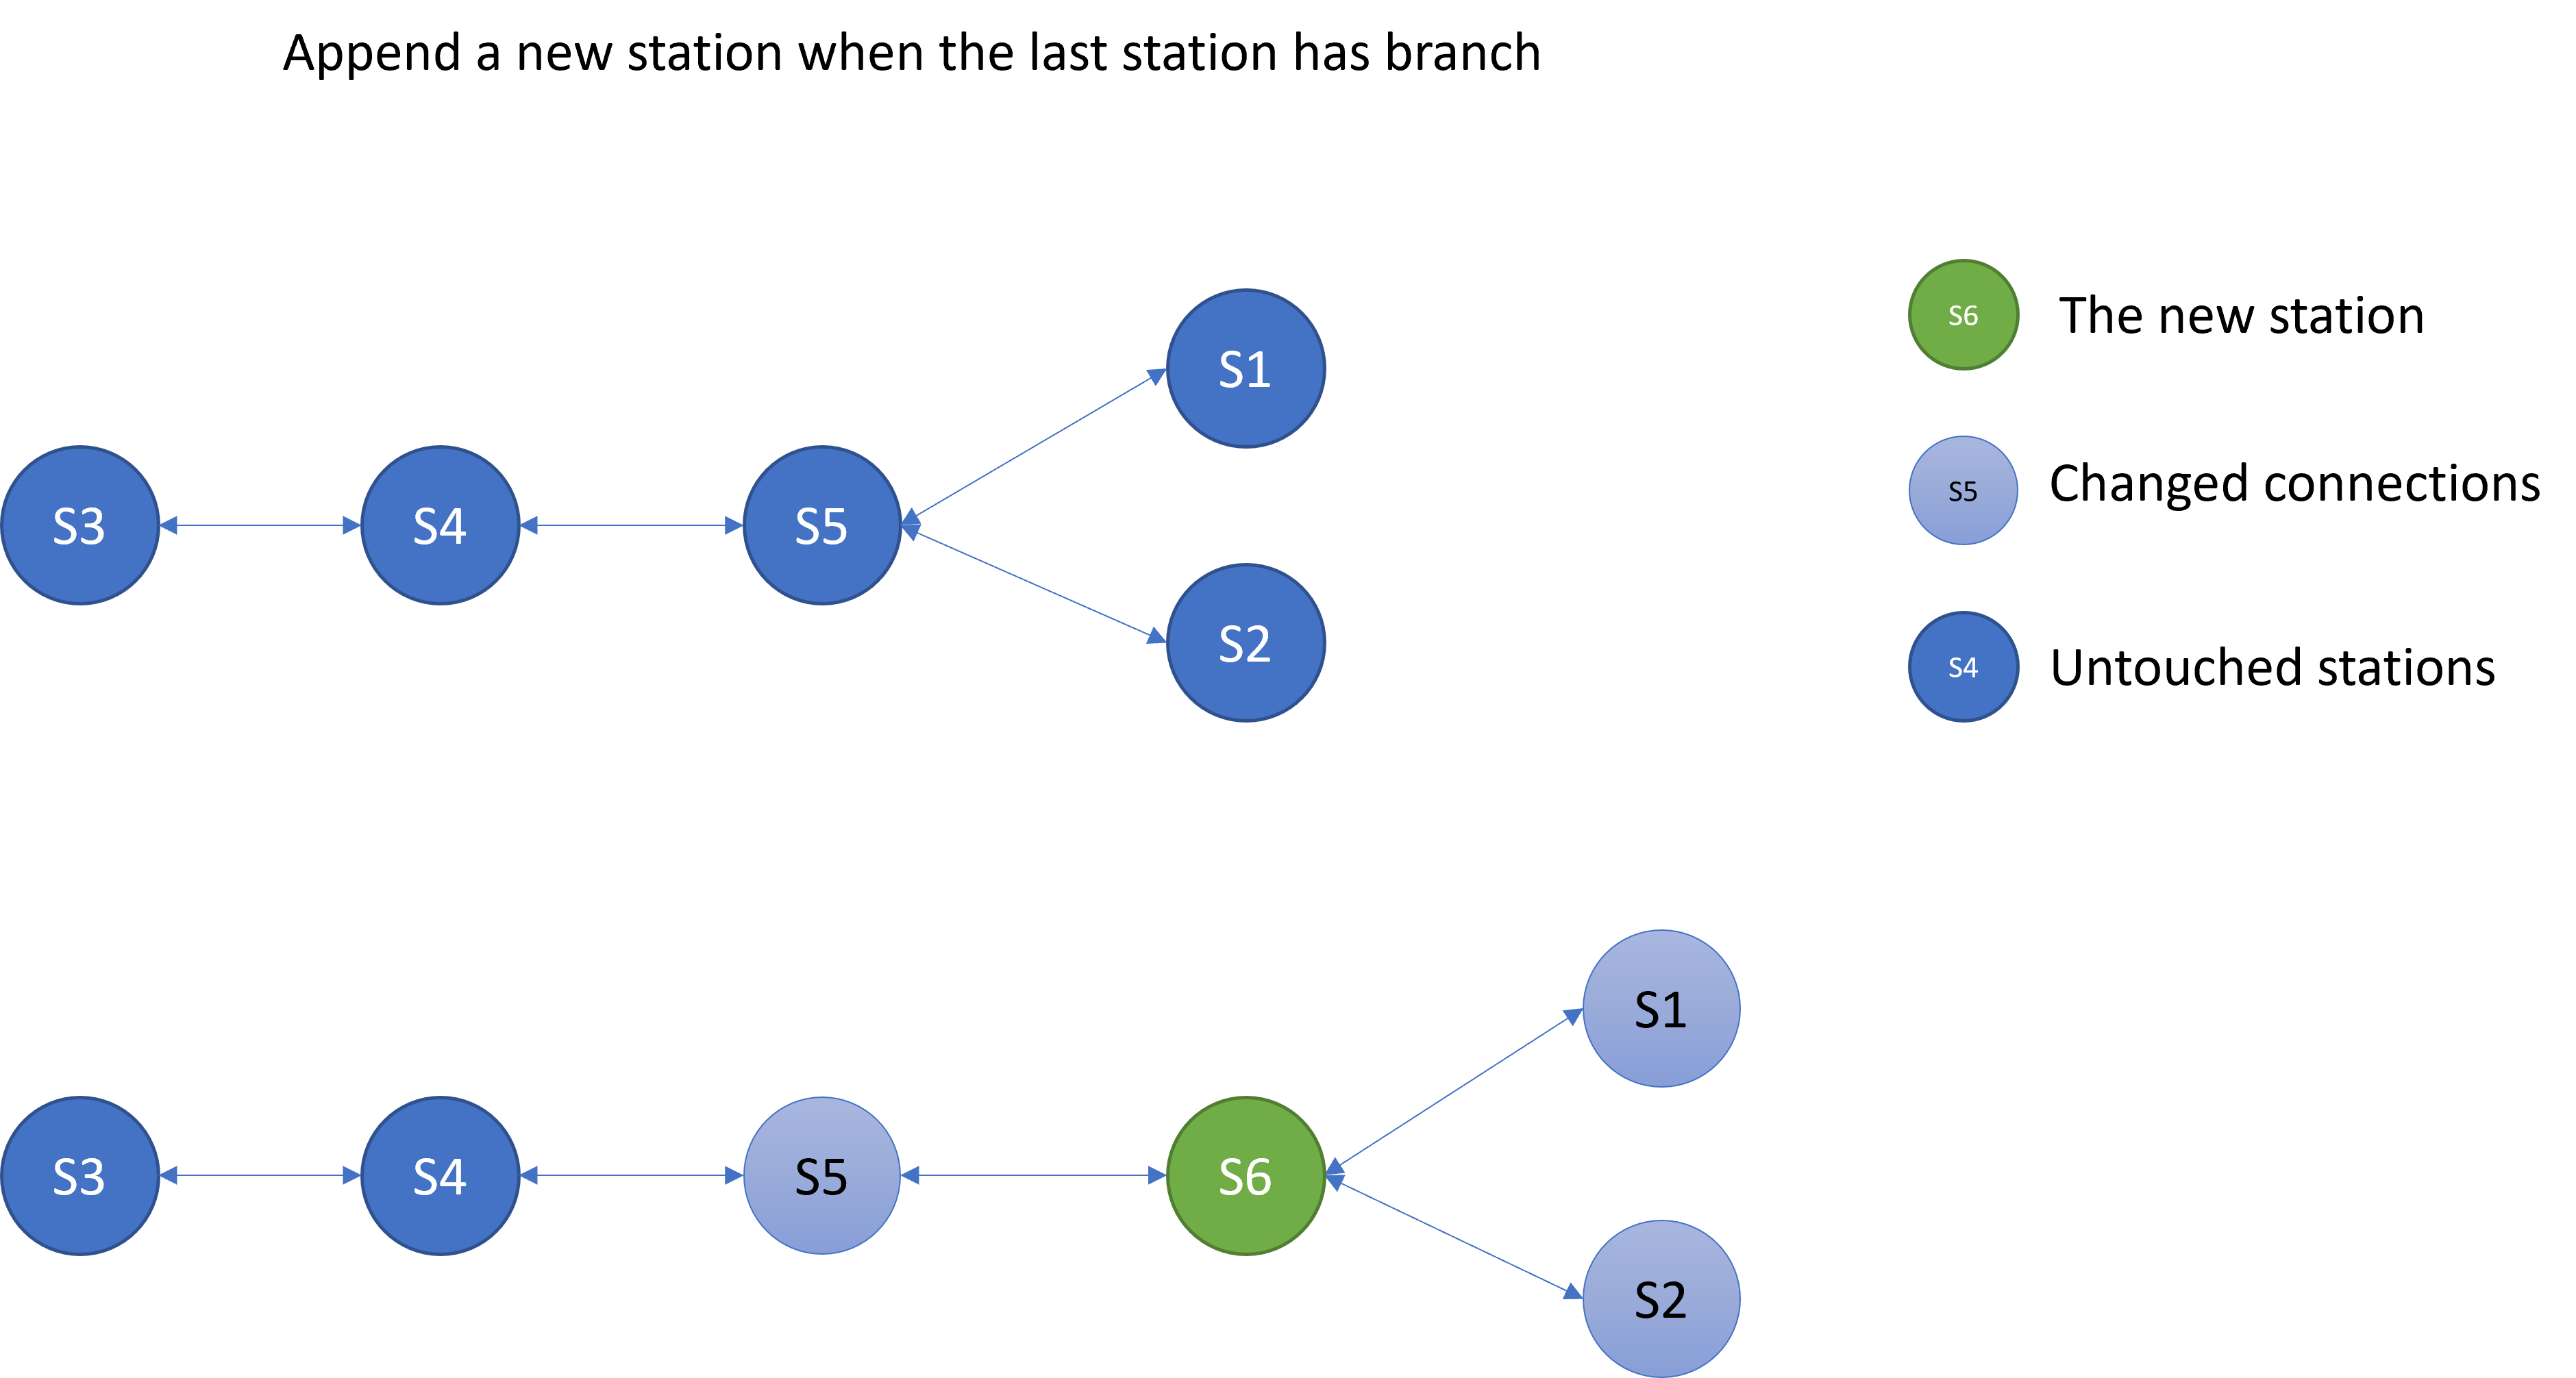 Append a new station when the last station has branch
S6 The new station
S1
S5 Changed connections
S3 S4 S5
S2
S4 Untouched stations
S1
S3 S4 S5 S6
S2